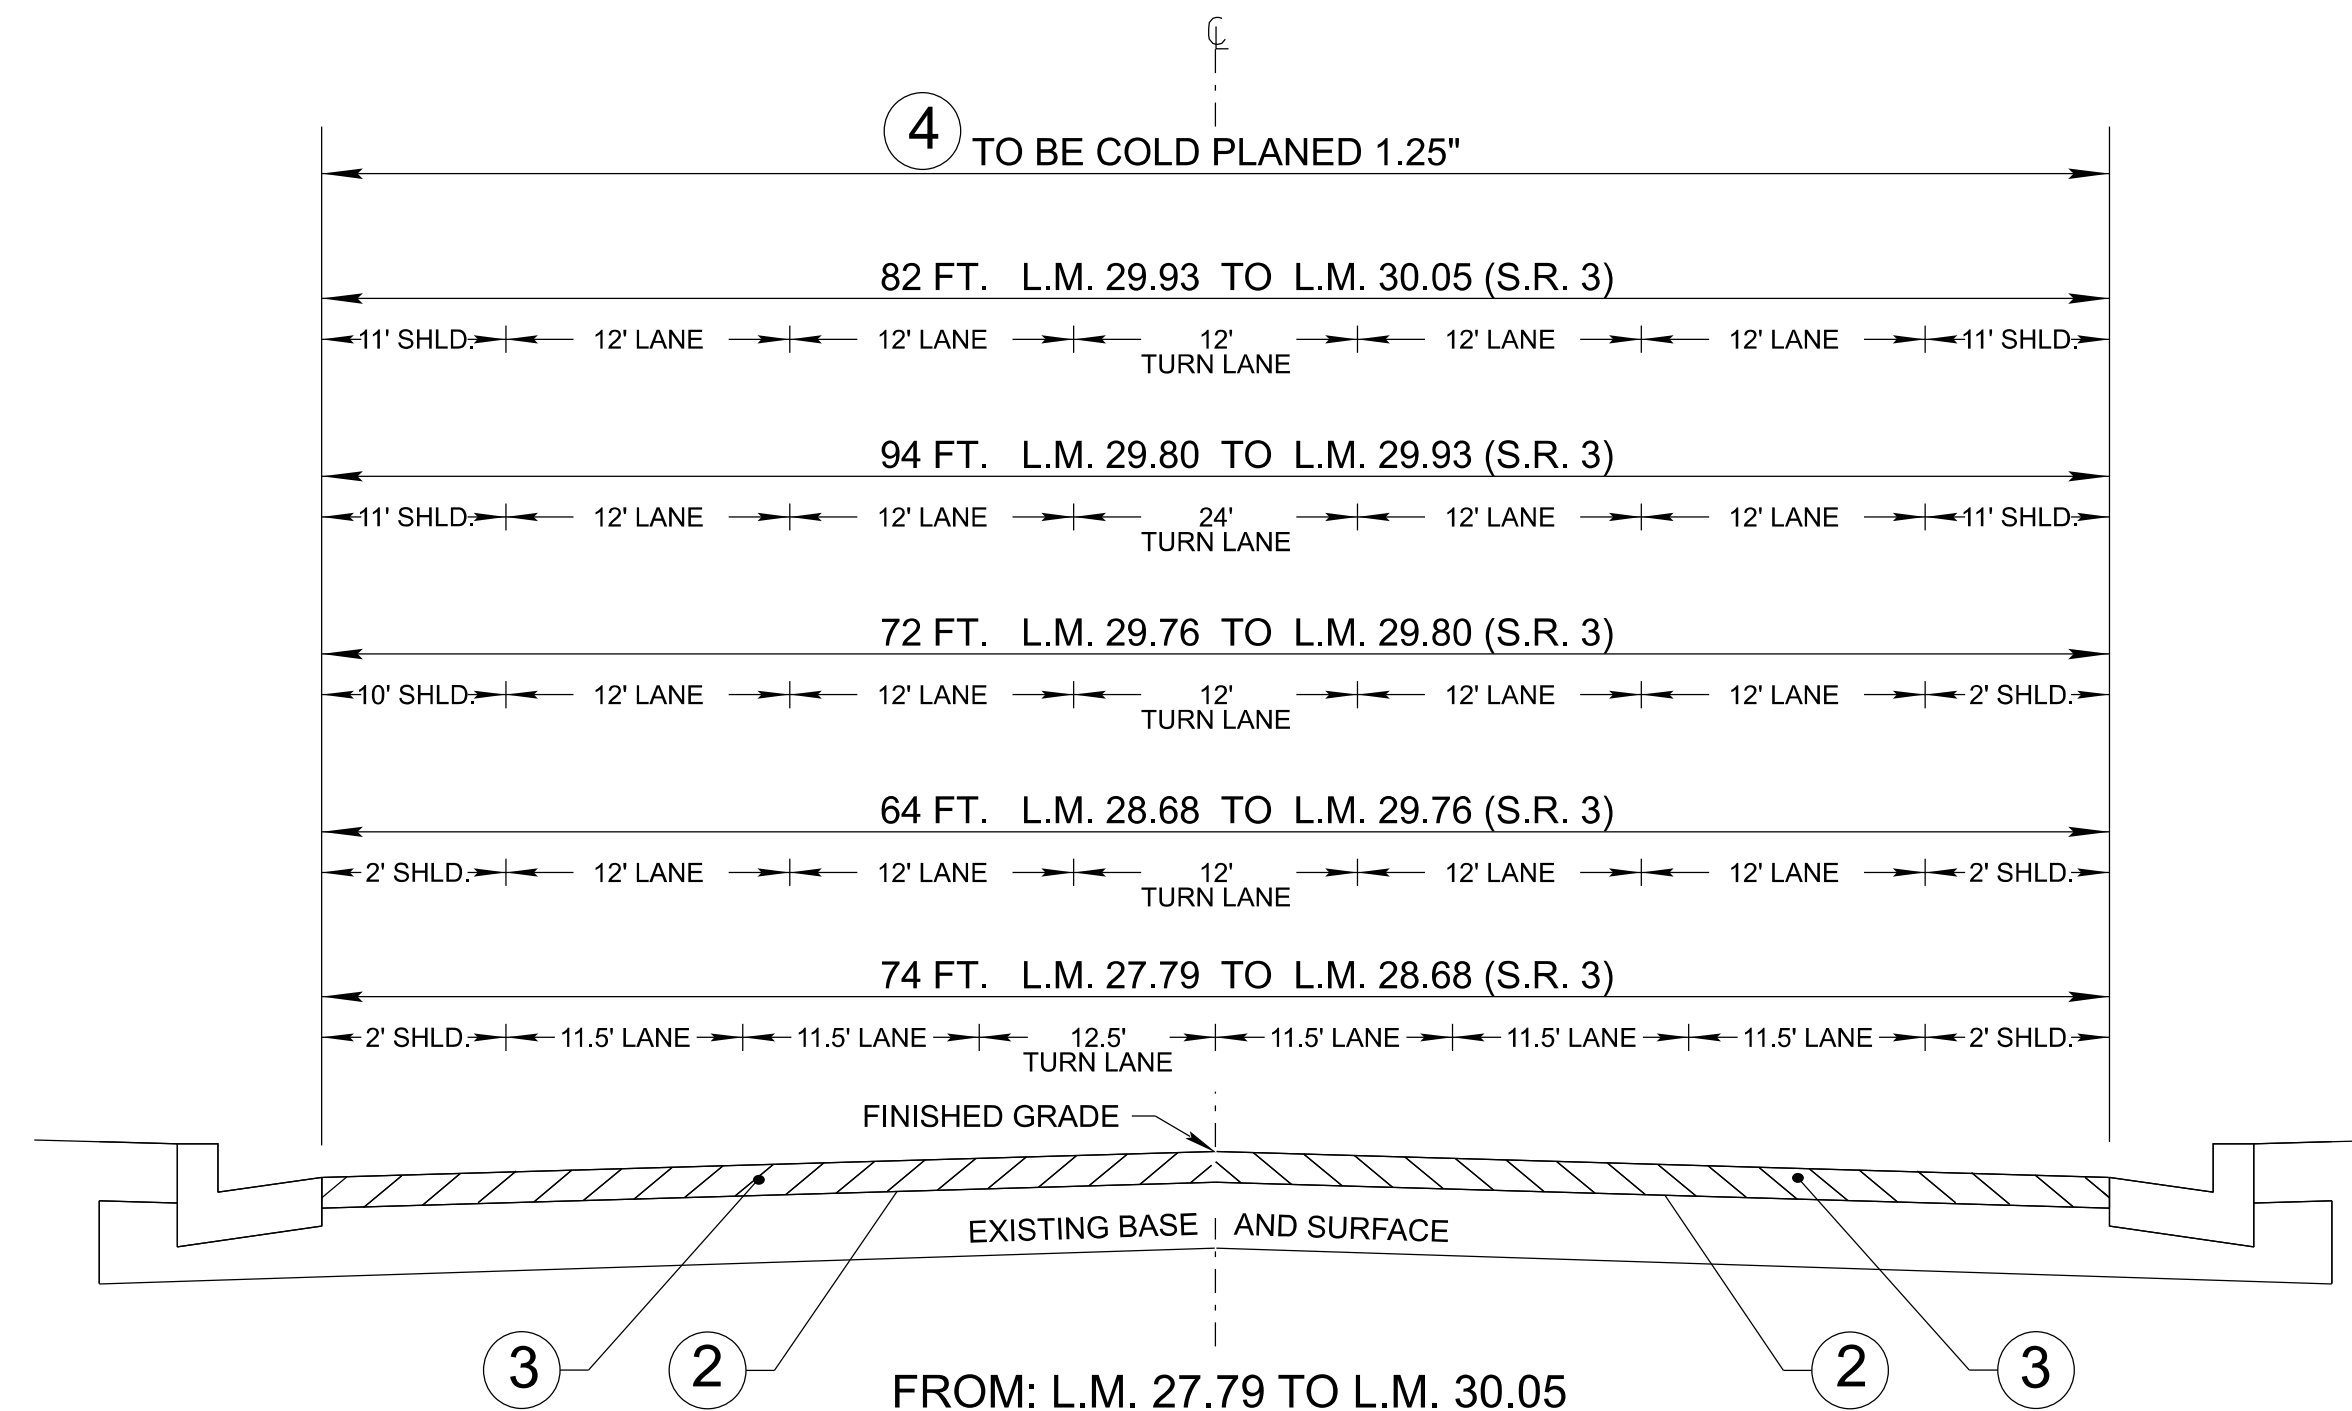 CL
4 TO BE COLD PLANED 1.25"
82 FT. L.M. 29.93 TO L.M. 30.05 (S.R. 3)
11' SHLD. 12' LANE 12' LANE 12' 12' LANE 12' LANE 11' SHLD.
TURN LANE
94 FT. L.M. 29.80 TO L.M. 29.93 (S.R. 3)
11' SHLD. 12' LANE 12' LANE 24' 12' LANE 12' LANE 11' SHLD.
TURN LANE
72 FT. L.M. 29.76 TO L.M. 29.80 (S.R. 3)
10' SHLD. 12' LANE 12' LANE 12' 12' LANE 12' LANE 2' SHLD.
TURN LANE
64 FT. L.M. 28.68 TO L.M. 29.76 (S.R. 3)
2' SHLD. 12' LANE 12' LANE 12' 12' LANE 12' LANE 2' SHLD.
TURN LANE
74 FT. L.M. 27.79 TO L.M. 28.68 (S.R. 3)
2' SHLD. 11.5' LANE 11.5' LANE 12.5' 11.5' LANE 11.5' LANE 11.5' LANE 2' SHLD.
TURN LANE
FINISHED GRADE
EXISTING BASE AND SURFACE
3 2 2 3
FROM: L.M. 27.79 TO L.M. 30.05